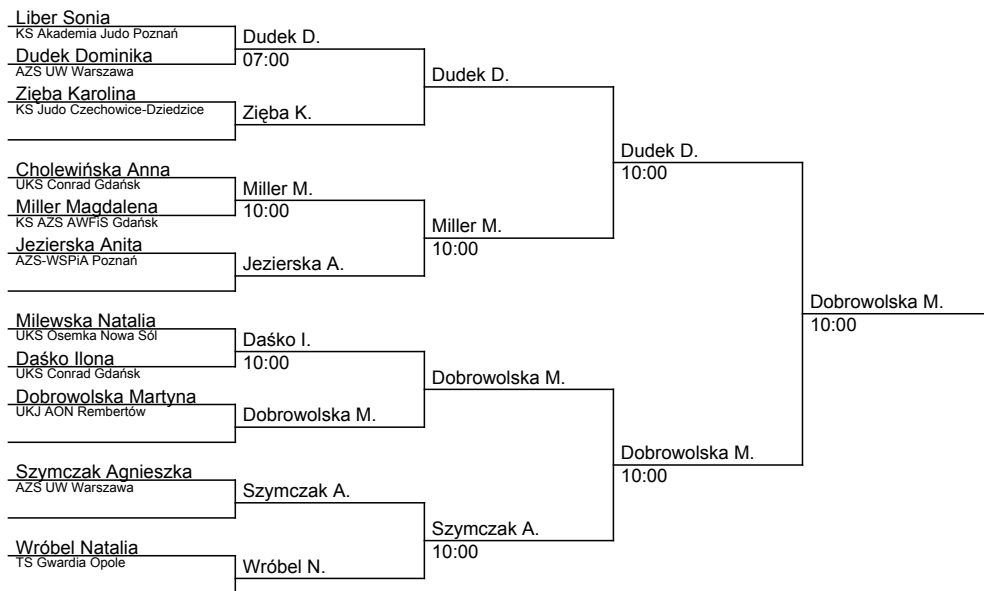 Liber Sonia
KS Akademia Judo Poznań
Dudek D.
07:00
Dudek Dominika
AZS UW Warszawa
Dudek D.
Zięba Karolina
KS Judo Czechowice-Dziedzice
Zięba K.
Dudek D.
10:00
Cholewińska Anna
UKS Conrad Gdańsk
Miller M.
10:00
Miller Magdalena
KS AZS AWFiS Gdańsk
Miller M.
10:00
Jezierska Anita
AZS-WSPiA Poznań
Jezierska A.
Dobrowolska M.
10:00
Milewska Natalia
UKS Ósemka Nowa Sól
Daśko I.
10:00
Daśko Ilona
UKS Conrad Gdańsk
Dobrowolska M.
Dobrowolska Martyna
UKJ AON Rembertów
Dobrowolska M.
Dobrowolska M.
10:00
Szymczak Agnieszka
AZS UW Warszawa
Szymczak A.
Szymczak A.
10:00
Wróbel Natalia
TS Gwardia Opole
Wróbel N.